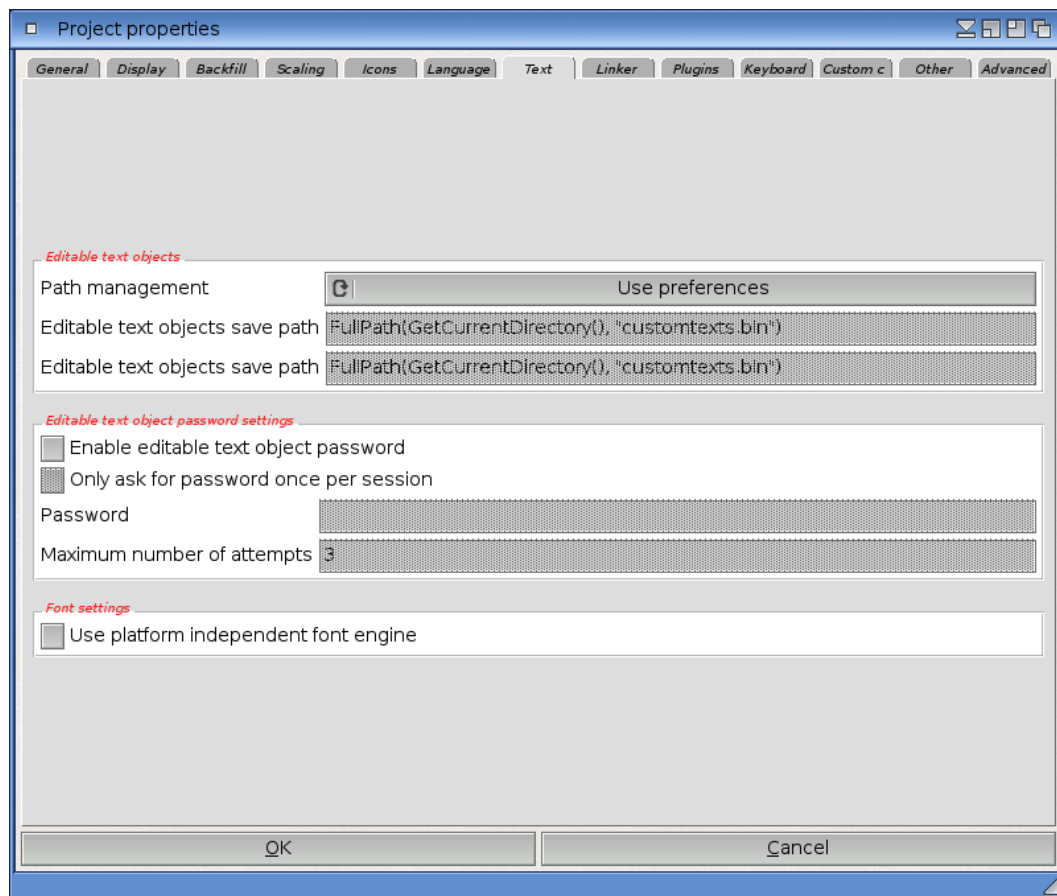 Project properties
General Display Backfill Scaling Icons Language Text Linker Plugins Keyboard Custom c Other Advanced
Editable text objects
Path management Use preferences
Editable text objects save path FullPath(GetCurrentDirectory(), "customtexts.bin")
Editable text objects save path FullPath(GetCurrentDirectory(), "customtexts.bin")
Editable text object password settings
Enable editable text object password
Only ask for password once per session
Password
Maximum number of attempts 3
Font settings
Use platform independent font engine
OK Cancel